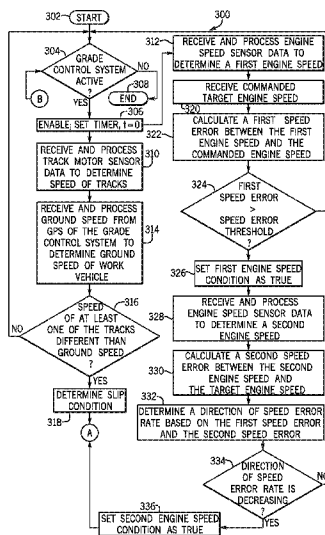 300
302
START
304
GRADE
CONTROL SYSTEM
ACTIVE
?
NO
B
YES
308
END
306
ENABLE; SET TIMER, t=0
RECEIVE AND PROCESS
TRACK MOTOR SENSOR
DATA TO DETERMINE
SPEED OF TRACKS
310
RECEIVE AND PROCESS
GROUND SPEED FROM
GPS OF THE GRADE
CONTROL SYSTEM TO
DETERMINE GROUND
SPEED OF WORK
VEHICLE
314
316
SPEED
OF AT LEAST
ONE OF THE TRACKS
DIFFERENT THAN
GROUND SPEED
?
NO
YES
DETERMINE SLIP
CONDITION
318
A
312
RECEIVE AND PROCESS ENGINE
SPEED SENSOR DATA TO
DETERMINE A FIRST ENGINE SPEED
RECEIVE COMMANDED
TARGET ENGINE SPEED
320
322
CALCULATE A FIRST SPEED
ERROR BETWEEN THE FIRST
ENGINE SPEED AND THE
COMMANDED ENGINE SPEED
324
FIRST
SPEED ERROR
>
SPEED ERROR
THRESHOLD
?
326
SET FIRST ENGINE SPEED
CONDITION AS TRUE
328
RECEIVE AND PROCESS
ENGINE SPEED SENSOR DATA
TO DETERMINE A SECOND
ENGINE SPEED
330
CALCULATE A SECOND SPEED
ERROR BETWEEN THE SECOND
ENGINE SPEED AND
THE TARGET ENGINE SPEED
332
DETERMINE A DIRECTION OF SPEED ERROR
RATE BASED ON THE FIRST SPEED ERROR
AND THE SECOND SPEED ERROR
334
DIRECTION
OF SPEED
ERROR RATE IS
DECREASING
?
YES
336
SET SECOND ENGINE SPEED
CONDITION AS TRUE